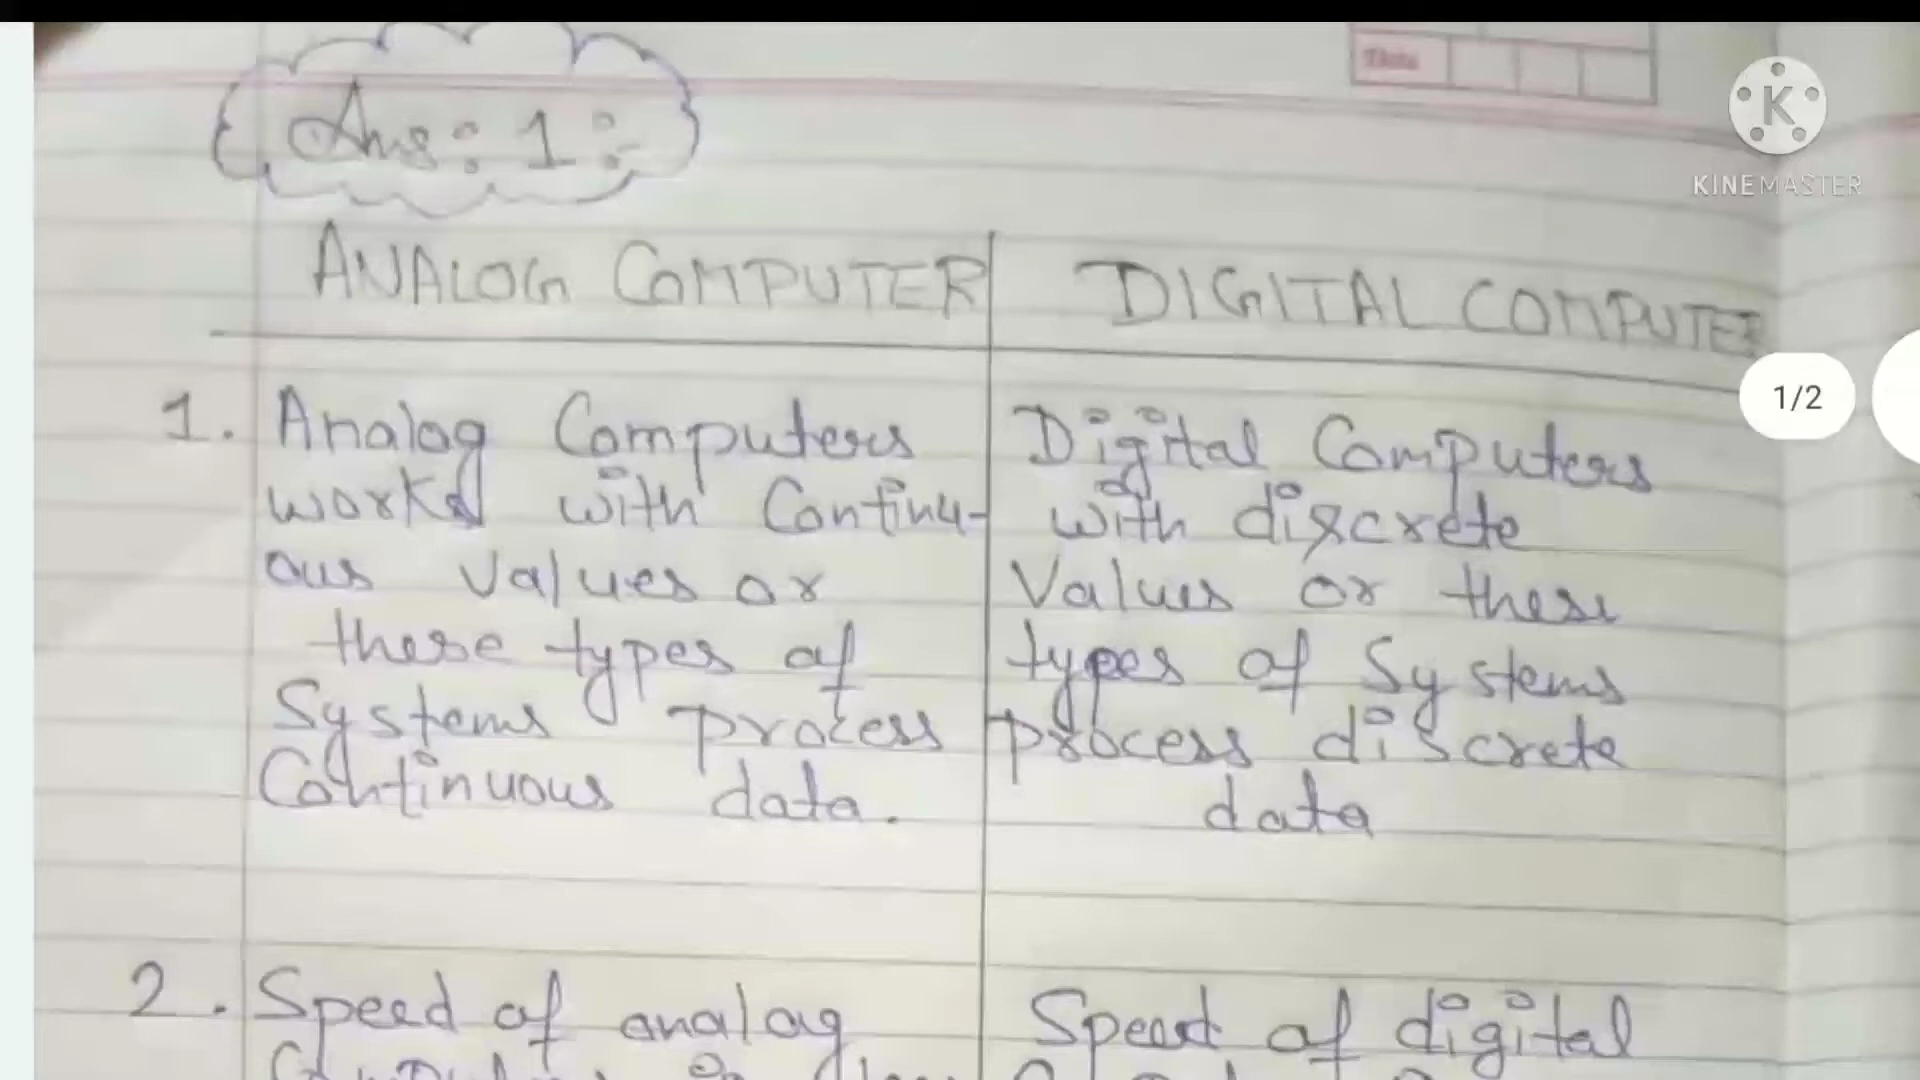 Date
K
KINEMASTER
Ans: 1:-
ANALOG COMPUTER
DIGITAL COMPUTER
1/2
1. Analog Computers
works with Continu-
ous values or
these types of
Systems process
Continuous data.
Digital Computers
with discrete
Values or these
types of Systems
process discrete
data
2. Speed of analog
Speed of digital